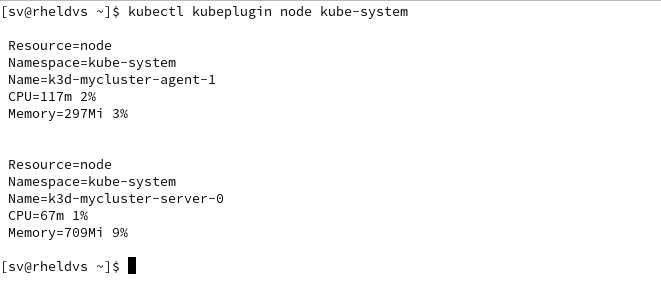 [sv@rheldvs ~]$ kubectl kubeplugin node kube-system
Resource=node
Namespace=kube-system
Name=k3d-mycluster-agent-1
CPU=117m 2%
Memory=297Mi 3%
Resource=node
Namespace=kube-system
Name=k3d-mycluster-server-0
CPU=67m 1%
Memory=709Mi 9%
[sv@rheldvs ~]$